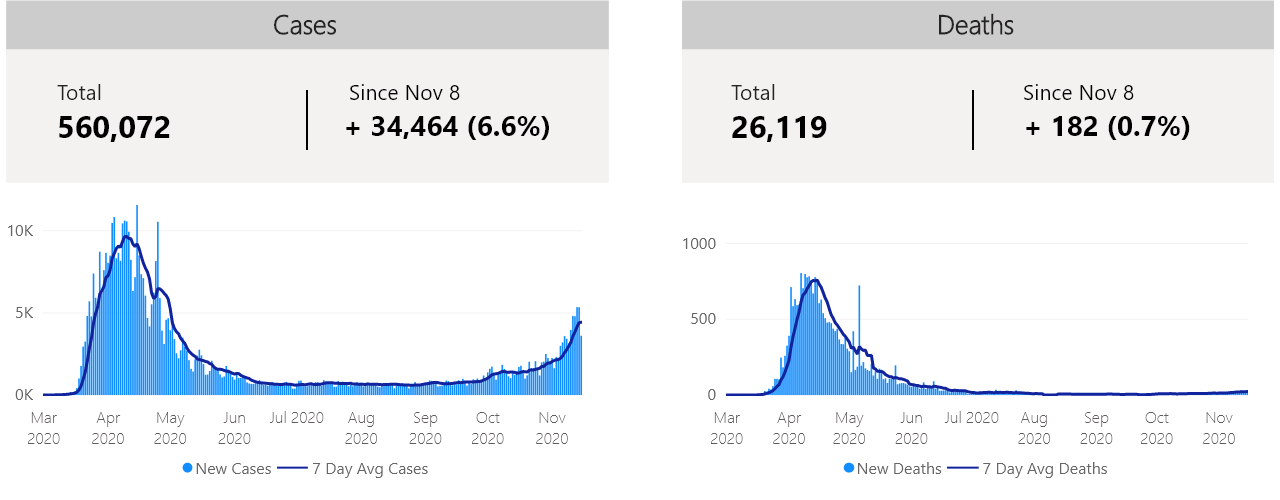 Cases
Total
Since Nov 8
560,072
+ 34,464 (6.6%)
10K
5K
0K
Mar 2020
Apr 2020
May 2020
Jun 2020
Jul 2020
Aug 2020
Sep 2020
Oct 2020
Nov 2020
New Cases
7 Day Avg Cases
Deaths
Total
Since Nov 8
26,119
+ 182 (0.7%)
1000
500
0
Mar 2020
Apr 2020
May 2020
Jun 2020
Jul 2020
Aug 2020
Sep 2020
Oct 2020
Nov 2020
New Deaths
7 Day Avg Deaths